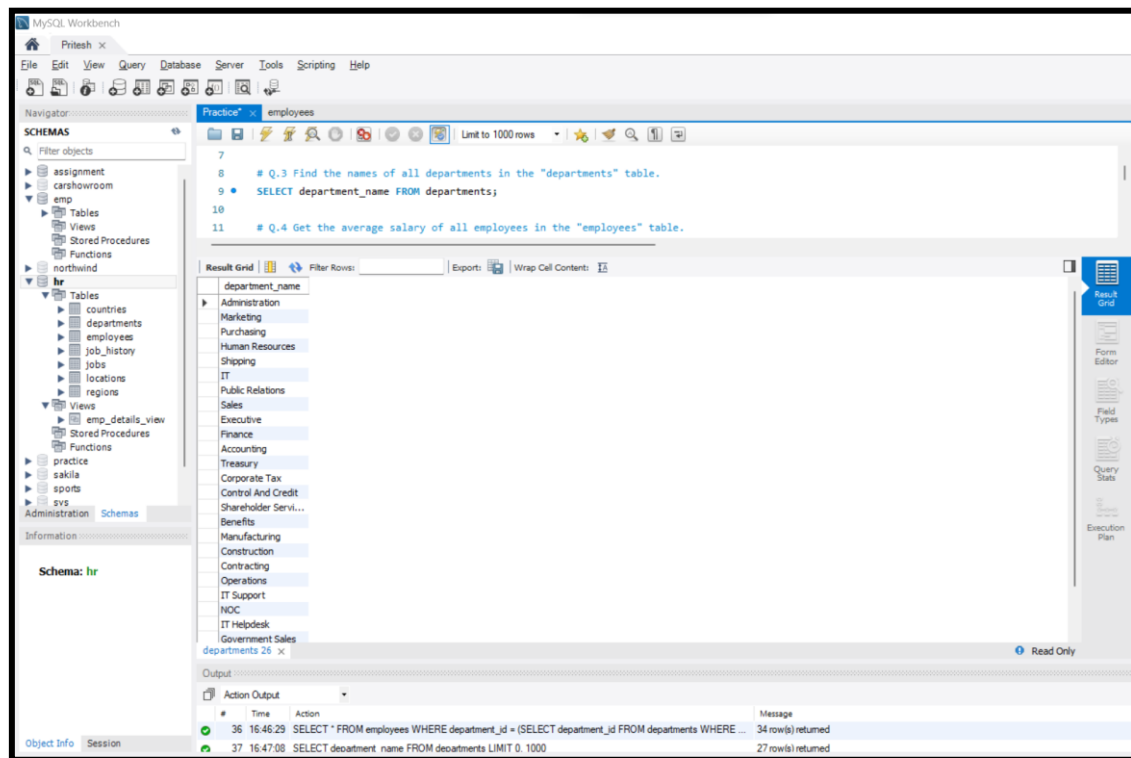 MySQL Workbench
Pritesh
File Edit View Query Database Server Tools Scripting Help
Navigator
SCHEMAS
Filter objects
assignment
carshowroom
emp
Tables
Views
Stored Procedures
Functions
northwind
hr
Tables
countries
departments
employees
job_history
jobs
locations
regions
Views
emp_details_view
Stored Procedures
Functions
practice
sakila
sports
sys
Administration Schemas
Information
Schema: hr
Object Info Session
Practice* employees
Limit to 1000 rows
7
8 # Q.3 Find the names of all departments in the "departments" table.
9 SELECT department_name FROM departments;
10
11 # Q.4 Get the average salary of all employees in the "employees" table.
Result Grid Filter Rows: Export: Wrap Cell Content:
department_name
Administration
Marketing
Purchasing
Human Resources
Shipping
IT
Public Relations
Sales
Executive
Finance
Accounting
Treasury
Corporate Tax
Control And Credit
Shareholder Servi...
Benefits
Manufacturing
Construction
Contracting
Operations
IT Support
NOC
IT Helpdesk
Government Sales
Result
Grid
Form
Editor
Field
Types
Query
Stats
Execution
Plan
departments 26 Read Only
Output
Action Output
# Time Action Message
36 16:46:29 SELECT * FROM employees WHERE department_id = (SELECT department_id FROM departments WHERE ... 34 row(s) returned
37 16:47:08 SELECT department_name FROM departments LIMIT 0, 1000 27 row(s) returned